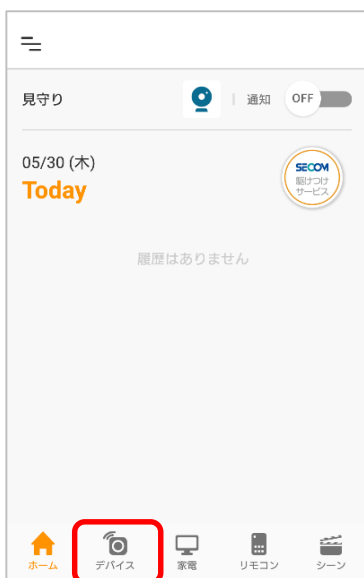 見守り
通知
OFF
05/30 (木)
Today
SECOM
駆けつけ
サービス
履歴はありません
ホーム
デバイス
家電
リモコン
シーン